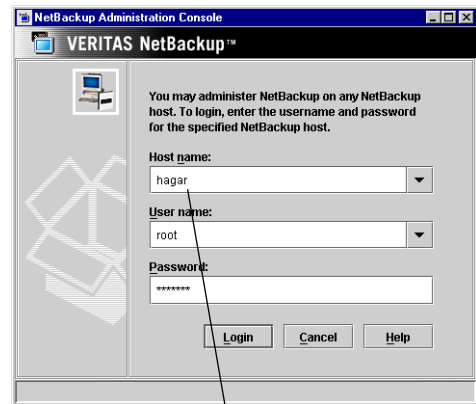 NetBackup Administration Console
VERITAS NetBackup™
You may administer NetBackup on any NetBackup
host. To login, enter the username and password
for the specified NetBackup host.
Host name:
hagar
User name:
root
Password:
*******
Login Cancel Help